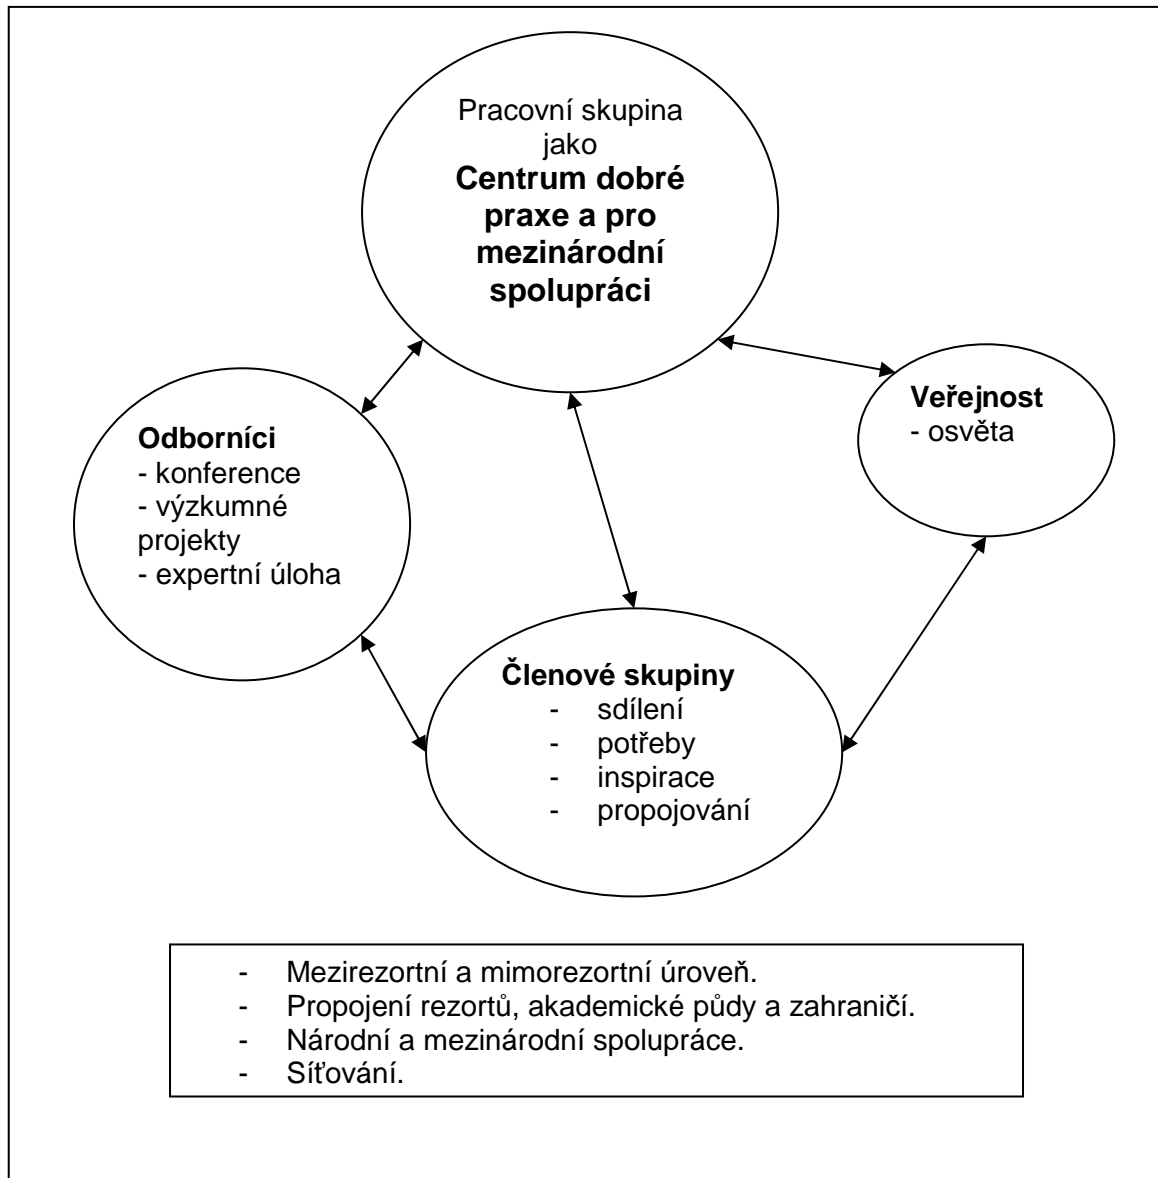 Pracovní skupina
jako
Centrum dobré
praxe a pro
mezinárodní
spolupráci
Odborníci
- konference
- výzkumné
projekty
- expertní úloha
Veřejnost
- osvěta
Členové skupiny
- sdílení
- potřeby
- inspirace
- propojování
- Mezirezortní a mimorezortní úroveň.
- Propojení rezortů, akademické půdy a zahraničí.
- Národní a mezinárodní spolupráce.
- Síťování.